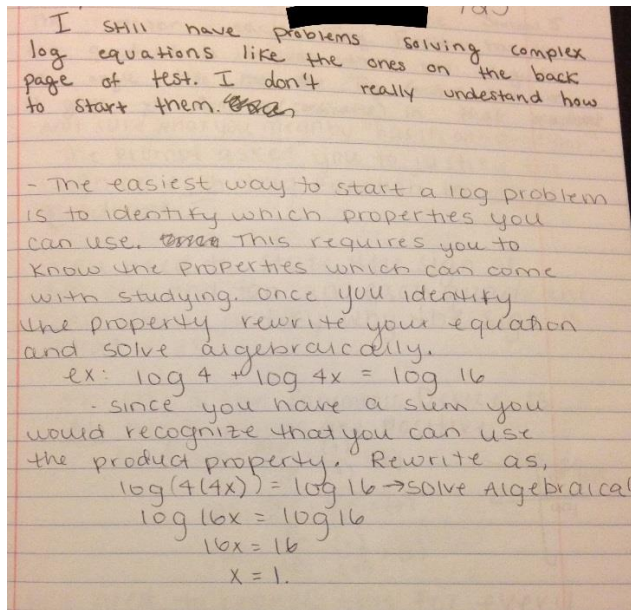 I still have problems solving complex
log equations like the ones on the back
page of test. I don't really undestand how
to start them.
- The easiest way to start a log problem
is to identify which properties you
can use. This requires you to
know the properties which can come
with studying. once you identify
the property rewrite your equation
and solve algebraically.
ex: log 4 + log 4x = log 16
- since you have a sum you
would recognize that you can use
the product property. Rewrite as,
log(4(4x)) = log 16 → solve Algebraical
log 16x = log 16
16x = 16
x = 1.